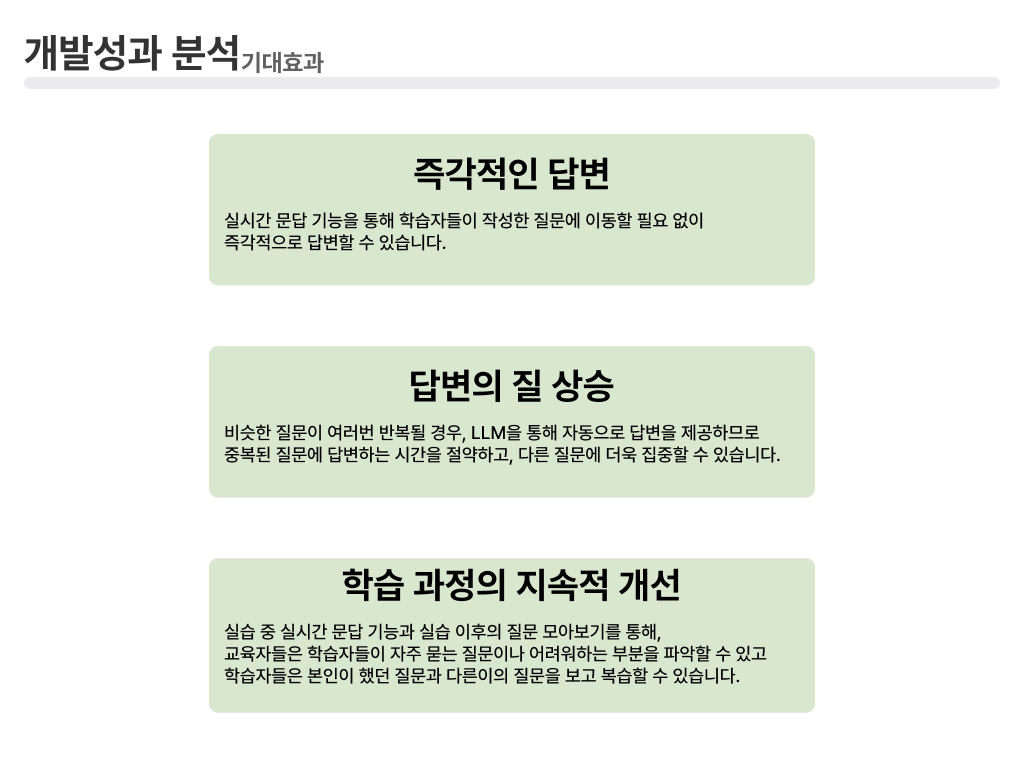 개발성과 분석 기대효과
즉각적인 답변
실시간 문답 기능을 통해 학습자들이 작성한 질문에 이동할 필요 없이
즉각적으로 답변할 수 있습니다.
답변의 질 상승
비슷한 질문이 여러번 반복될 경우, LLM을 통해 자동으로 답변을 제공하므로
중복된 질문에 답변하는 시간을 절약하고, 다른 질문에 더욱 집중할 수 있습니다.
학습 과정의 지속적 개선
실습 중 실시간 문답 기능과 실습 이후의 질문 모아보기를 통해,
교육자들은 학습자들이 자주 묻는 질문이나 어려워하는 부분을 파악할 수 있고
학습자들은 본인이 했던 질문과 다른이의 질문을 보고 복습할 수 있습니다.